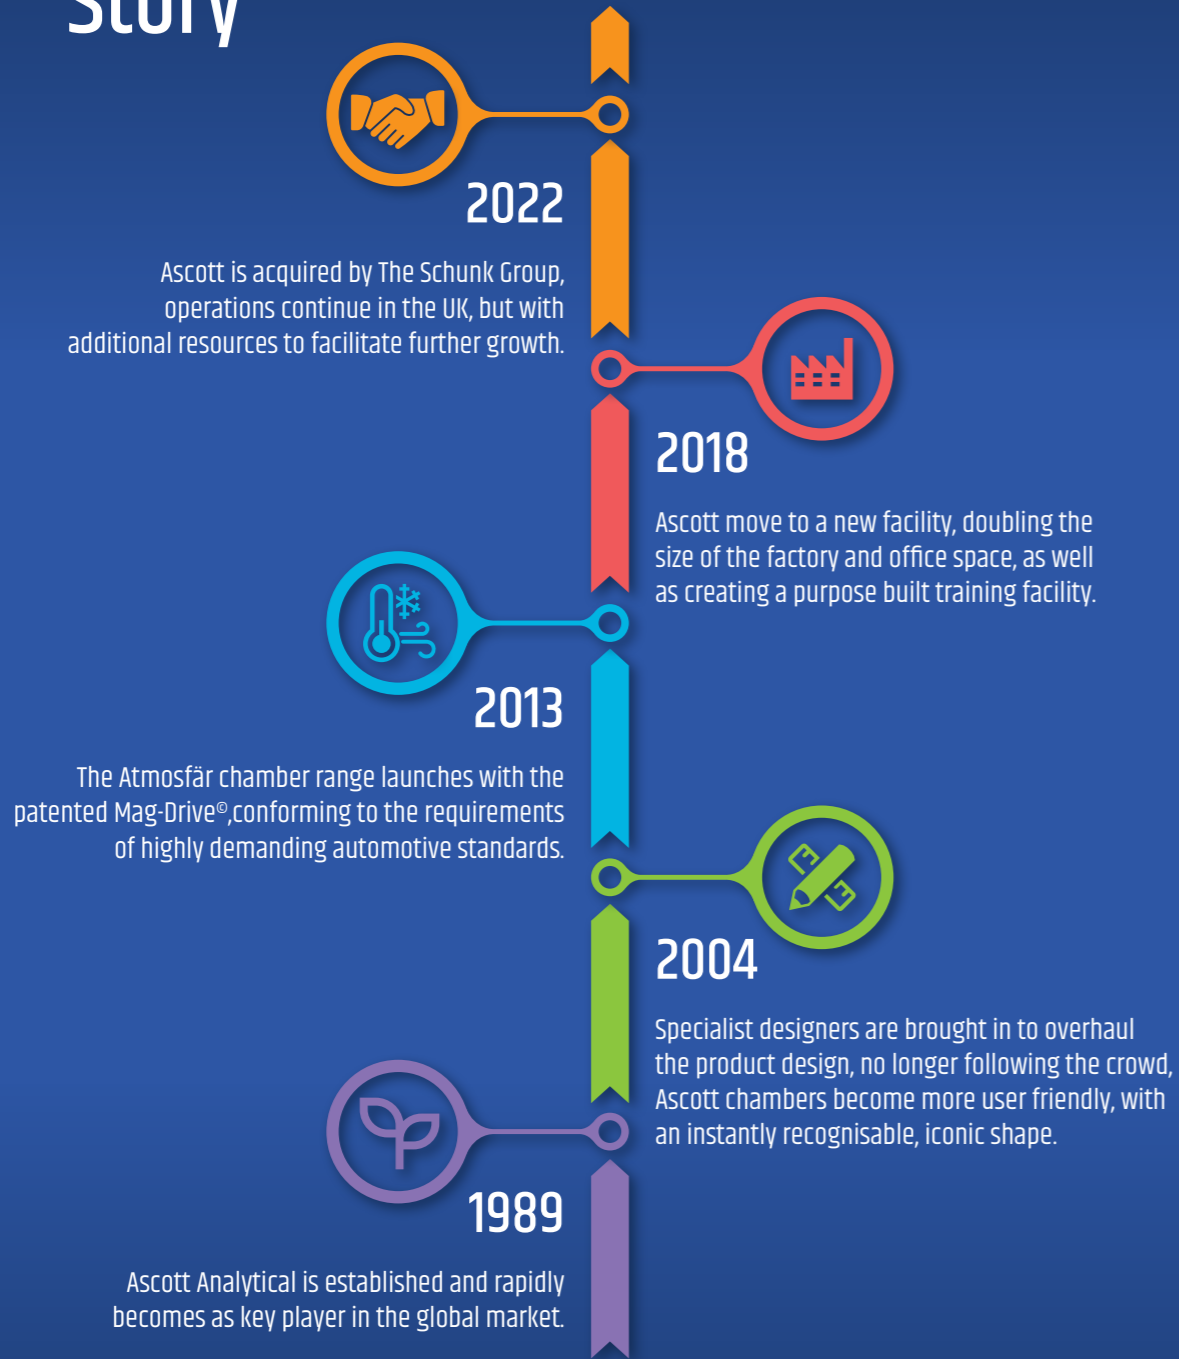 Story
2022
Ascott is acquired by The Schunk Group,
operations continue in the UK, but with
additional resources to facilitate further growth.
2018
Ascott move to a new facility, doubling the
size of the factory and office space, as well
as creating a purpose built training facility.
2013
The Atmosfär chamber range launches with the
patented Mag-Drive©,conforming to the requirements
of highly demanding automotive standards.
2004
Specialist designers are brought in to overhaul
the product design, no longer following the crowd,
Ascott chambers become more user friendly, with
an instantly recognisable, iconic shape.
1989
Ascott Analytical is established and rapidly
becomes as key player in the global market.